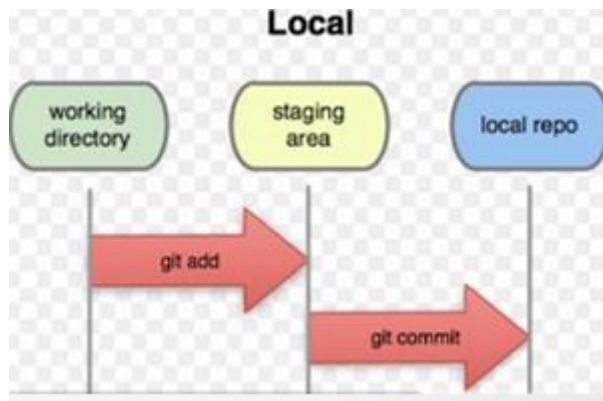 Local
working
directory
staging
area
local repo
git add
git commit